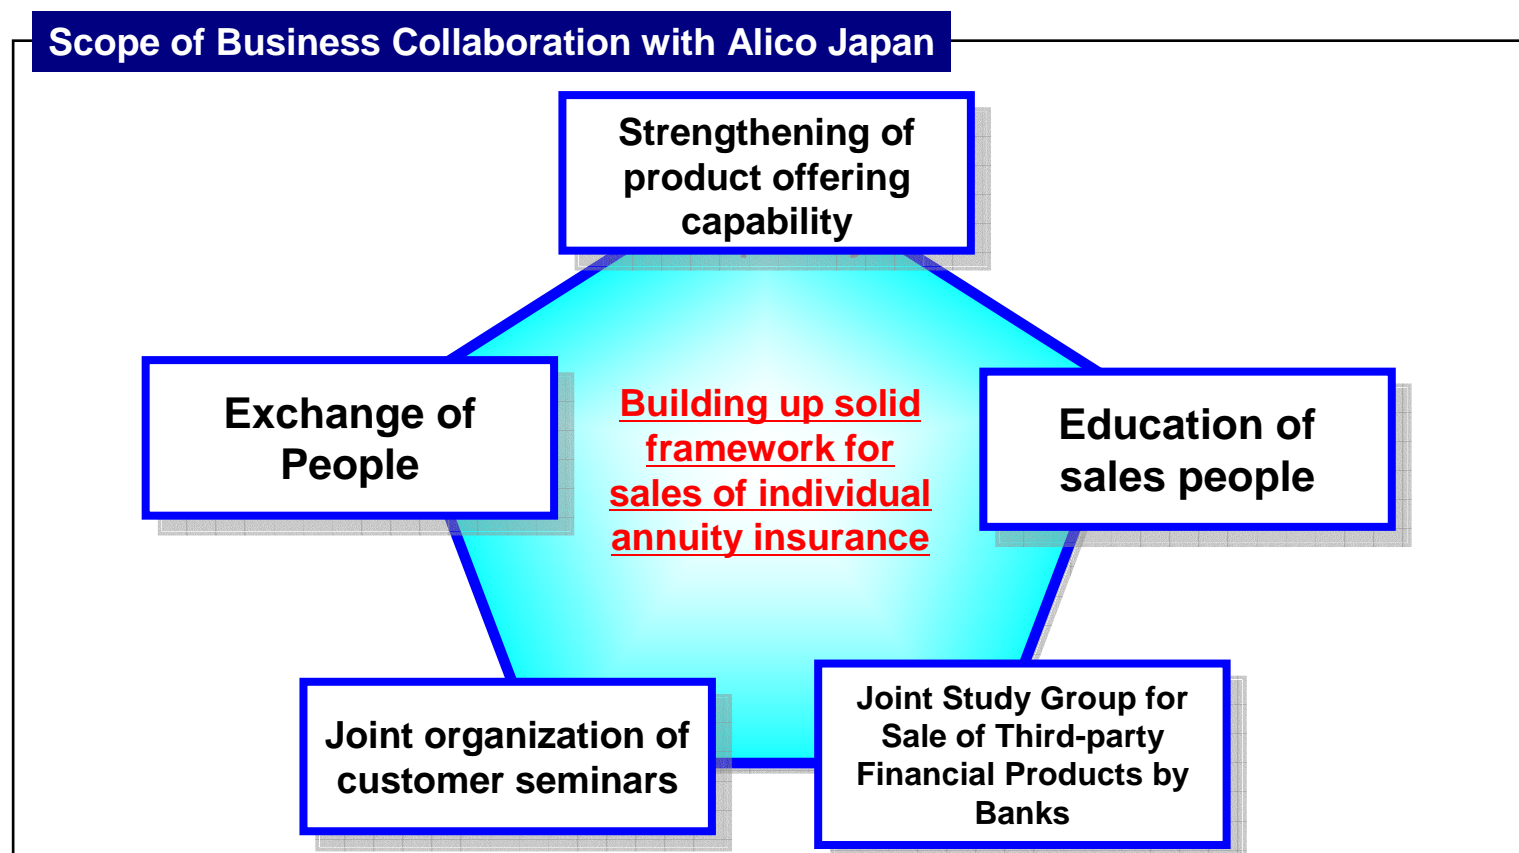 Scope of Business Collaboration with Alico Japan
Strengthening of
product offering
capability
Exchange of
People
Building up solid
framework for
sales of individual
annuity insurance
Education of
sales people
Joint organization of
customer seminars
Joint Study Group for
Sale of Third-party
Financial Products by
Banks